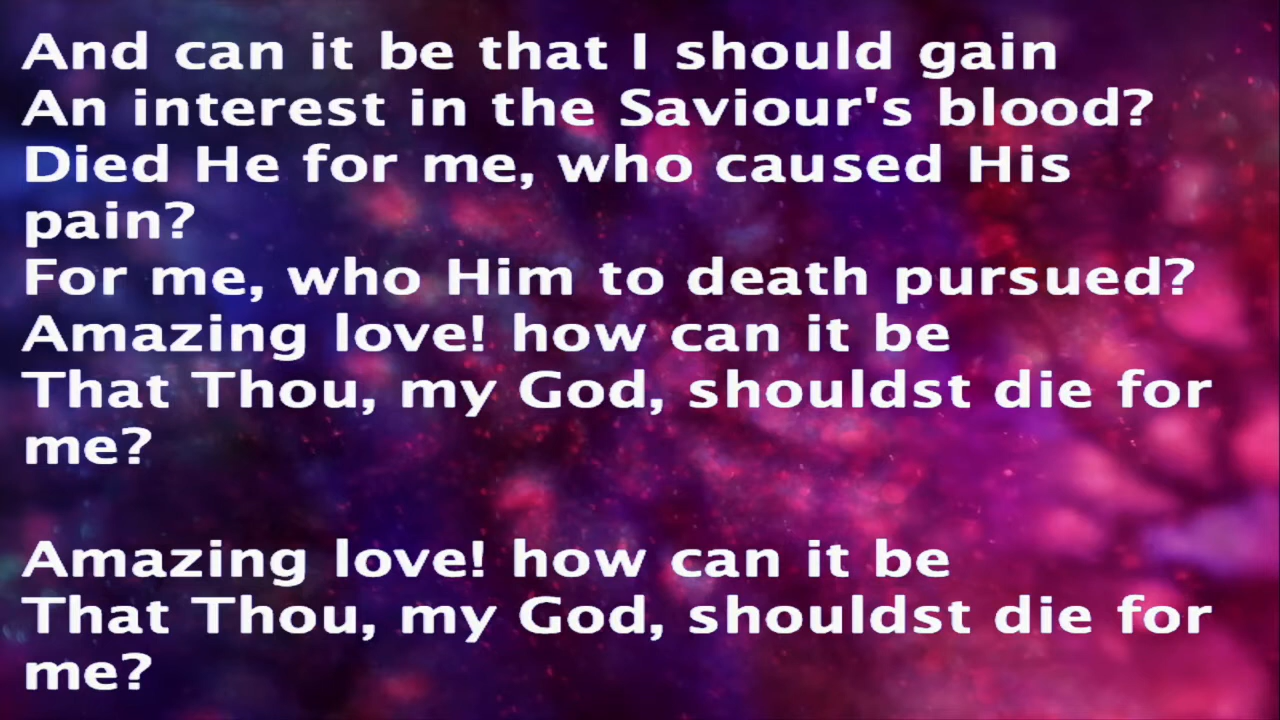 And can it be that I should gain
An interest in the Saviour's blood?
Died He for me, who caused His
pain?
For me, who Him to death pursued?
Amazing love! how can it be
That Thou, my God, shouldst die for
me?

Amazing love! how can it be
That Thou, my God, shouldst die for
me?